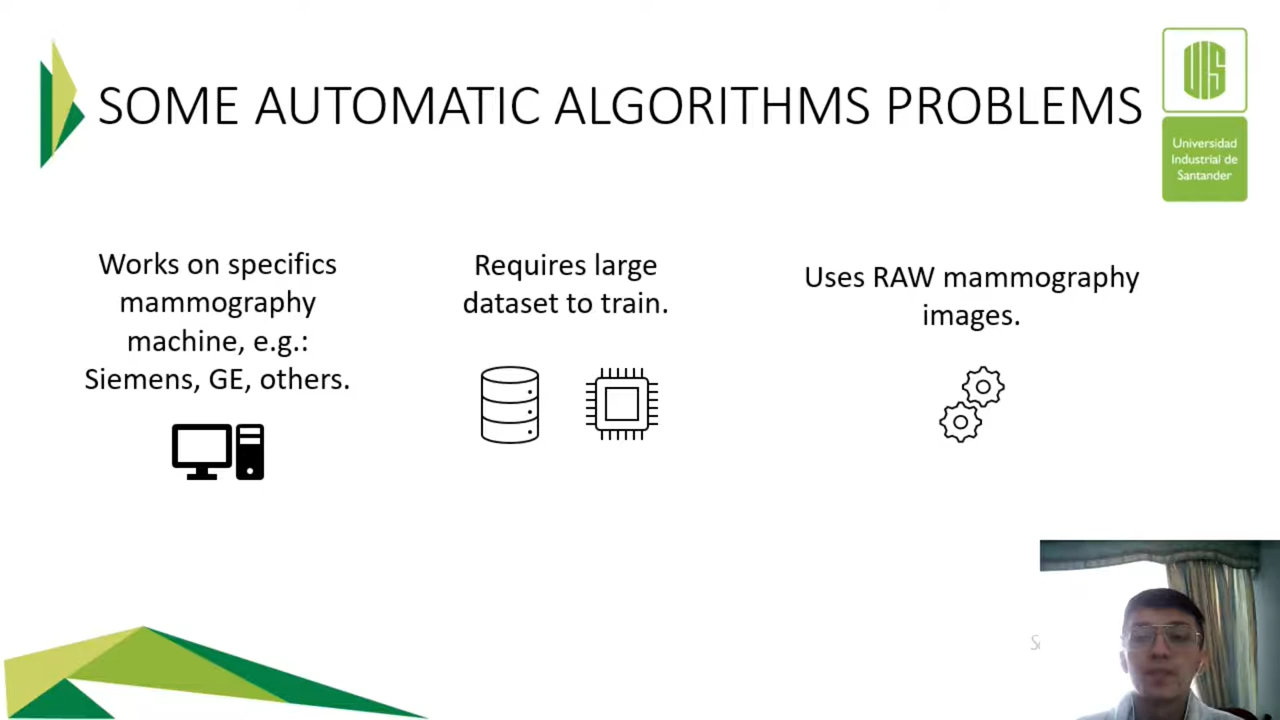 SOME AUTOMATIC ALGORITHMS PROBLEMS
UIS
Universidad
Industrial de
Santander
Works on specifics
mammography
machine, e.g.:
Siemens, GE, others.
Requires large
dataset to train.
Uses RAW mammography
images.